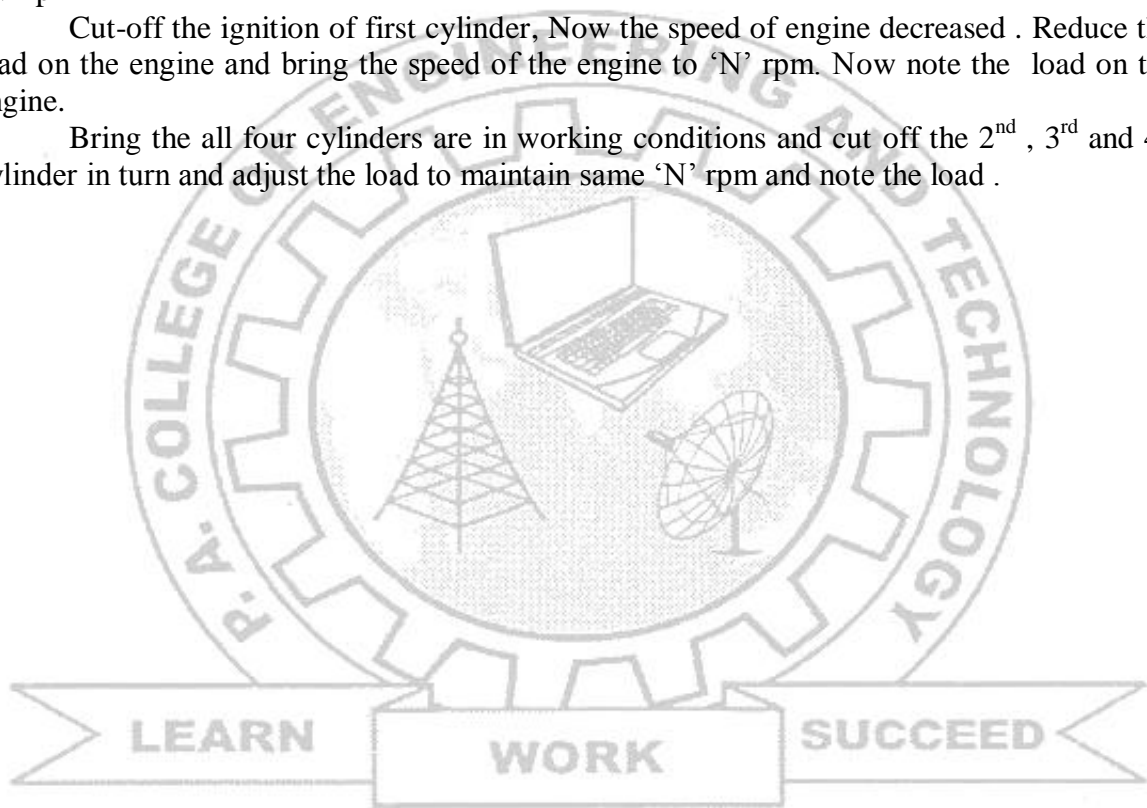 Cut-off the ignition of first cylinder, Now the speed of engine decreased . Reduce
on the engine and bring the speed of the engine to ‘N’ rpm. Now note the load on
Bring the all four cylinders are in working conditions and cut off the 2nd , 3rd and
in turn and adjust the load to maintain same ‘N’ rpm and note the load .
P. A. COLLEGE OF ENGINEERING AND TECHNOLOGY
LEARN
WORK
SUCCEED